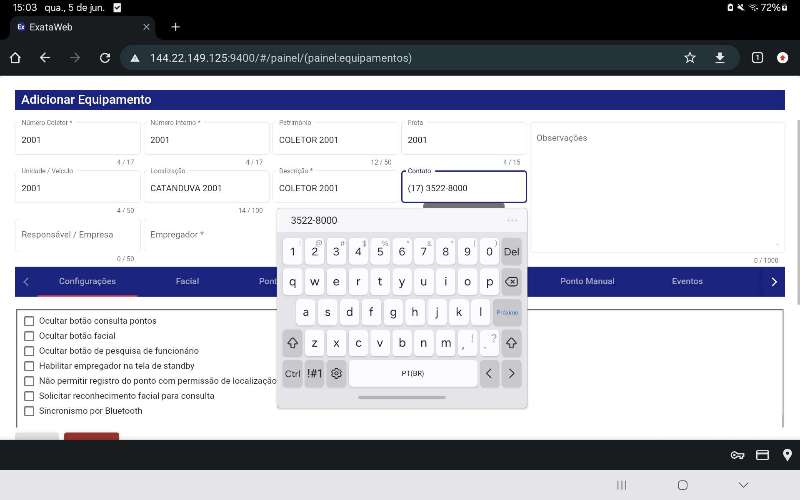 15:03 qua., 5 de jun.
72%
ExataWeb
144.22.149.125:9400/#/painel/(painel:equipamentos)
1
Adicionar Equipamento
Número Coletor * Número Interno * Patrimônio Frota
2001 2001 COLETOR 2001 2001 Observações
4 / 17 4 / 17 12 / 50 4 / 15
Unidade / Veículo Localização Descrição * Contato
2001 CATANDUVA 2001 COLETOR 2001 (17) 3522-8000
4 / 50 14 / 100
3522-8000 ...
Responsável / Empresa Empregador *
0 / 50 0 / 1000
1 2 3 4 5 6 7 8 9 0 Del
q w e r t y u i o p
a s d f g h j k l Próximo
z x c v b n m , ! . ?
Ctrl !#1 PT(BR) < >
Configurações Facial Pont Ponto Manual Eventos
Ocultar botão consulta pontos
Ocultar botão facial
Ocultar botão de pesquisa de funcionário
Habilitar empregador na tela de standby
Não permitir registro do ponto com permissão de localização
Solicitar reconhecimento facial para consulta
Sincronismo por Bluetooth